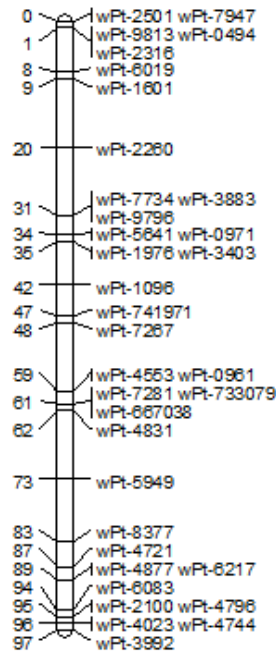 0 wPt-2501 wPt-7947
1 wPt-9813 wPt-0494
wPt-2316
8 wPt-6019
9 wPt-1601
20 wPt-2260
31 wPt-7734 wPt-3883
wPt-9796
34 wPt-5641 wPt-0971
35 wPt-1976 wPt-3403
42 wPt-1096
47 wPt-741971
48 wPt-7267
59 wPt-4553 wPt-0961
61 wPt-7281 wPt-733079
wPt-667038
62 wPt-4831
73 wPt-5949
83 wPt-8377
87 wPt-4721
89 wPt-4877 wPt-6217
94 wPt-6083
95 wPt-2100 wPt-4796
96 wPt-4023 wPt-4744
97 wPt-3992